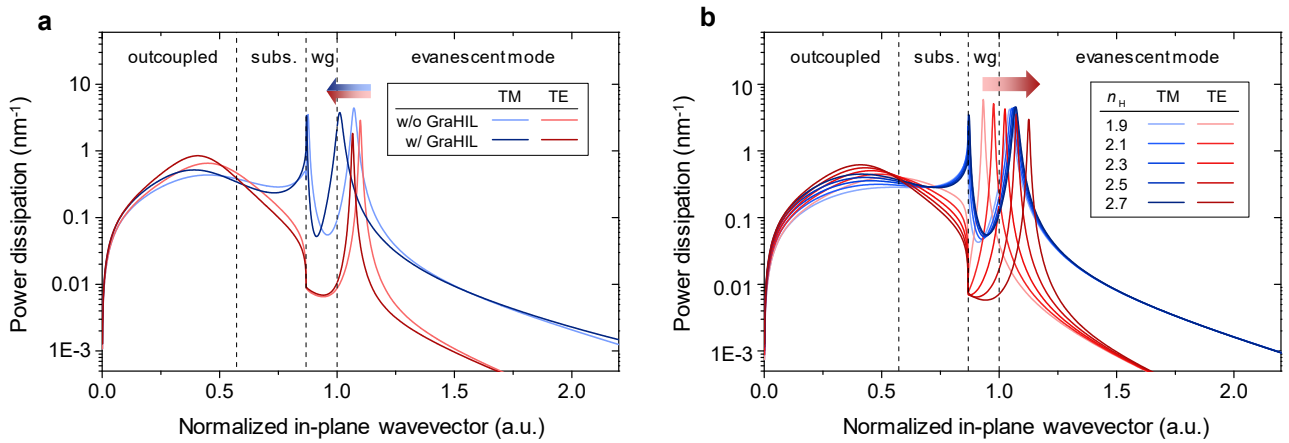 a
outcoupled subs. wg evanescent mode
TM TE
w/o GraHIL
w/ GraHIL
Power dissipation (nm-1)
10
1
0.1
0.01
1E-3
0.0 0.5 1.0 1.5 2.0
Normalized in-plane wavevector (a.u.)
b
outcoupled subs. wg evanescent mode
nH TM TE
1.9
2.1
2.3
2.5
2.7
Power dissipation (nm-1)
10
1
0.1
0.01
1E-3
0.0 0.5 1.0 1.5 2.0
Normalized in-plane wavevector (a.u.)